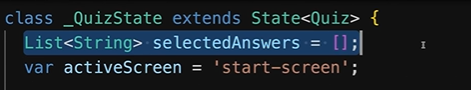 class _QuizState extends State<Quiz> {
List<String> selectedAnswers = [];
var activeScreen = 'start-screen';